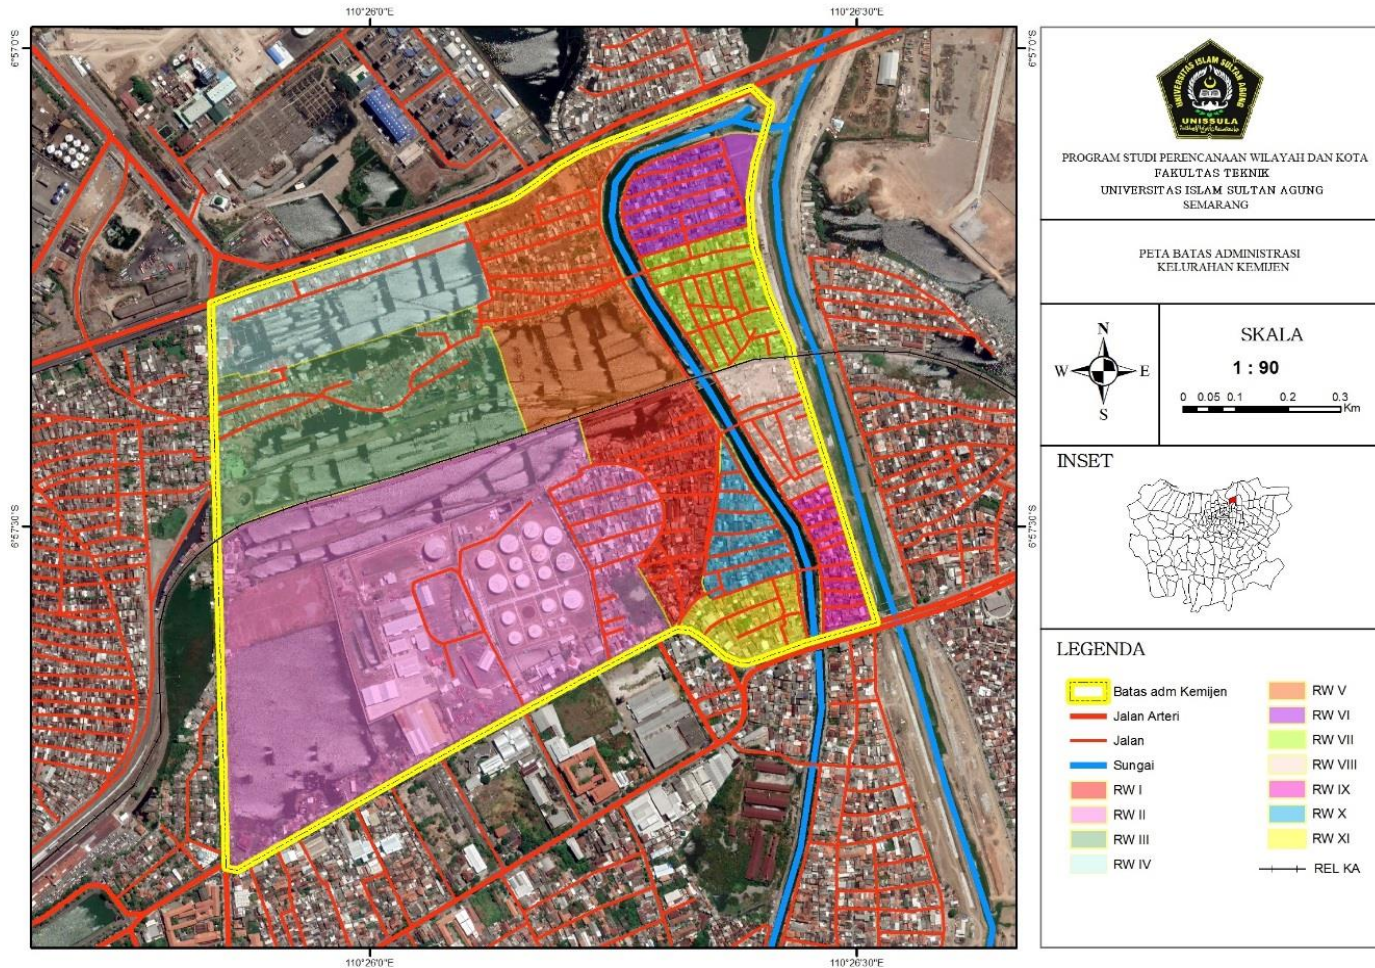 110°26'0"E
110°26'30"E
6°57'0"S
6°57'0"S
6°57'30"S
6°57'30"S
110°26'0"E
110°26'30"E
UNIVERSITAS ISLAM SULTAN AGUNG
UNISSULA
PROGRAM STUDI PERENCANAAN WILAYAH DAN KOTA
FAKULTAS TEKNIK
UNIVERSITAS ISLAM SULTAN AGUNG
SEMARANG
PETA BATAS ADMINISTRASI
KELURAHAN KEMIJEN
N
W
E
S
SKALA
1 : 90
0 0.05 0.1 0.2 0.3
Km
INSET
LEGENDA
Batas adm Kemijen
Jalan Arteri
Jalan
Sungai
RW I
RW II
RW III
RW IV
RW V
RW VI
RW VII
RW VIII
RW IX
RW X
RW XI
REL KA